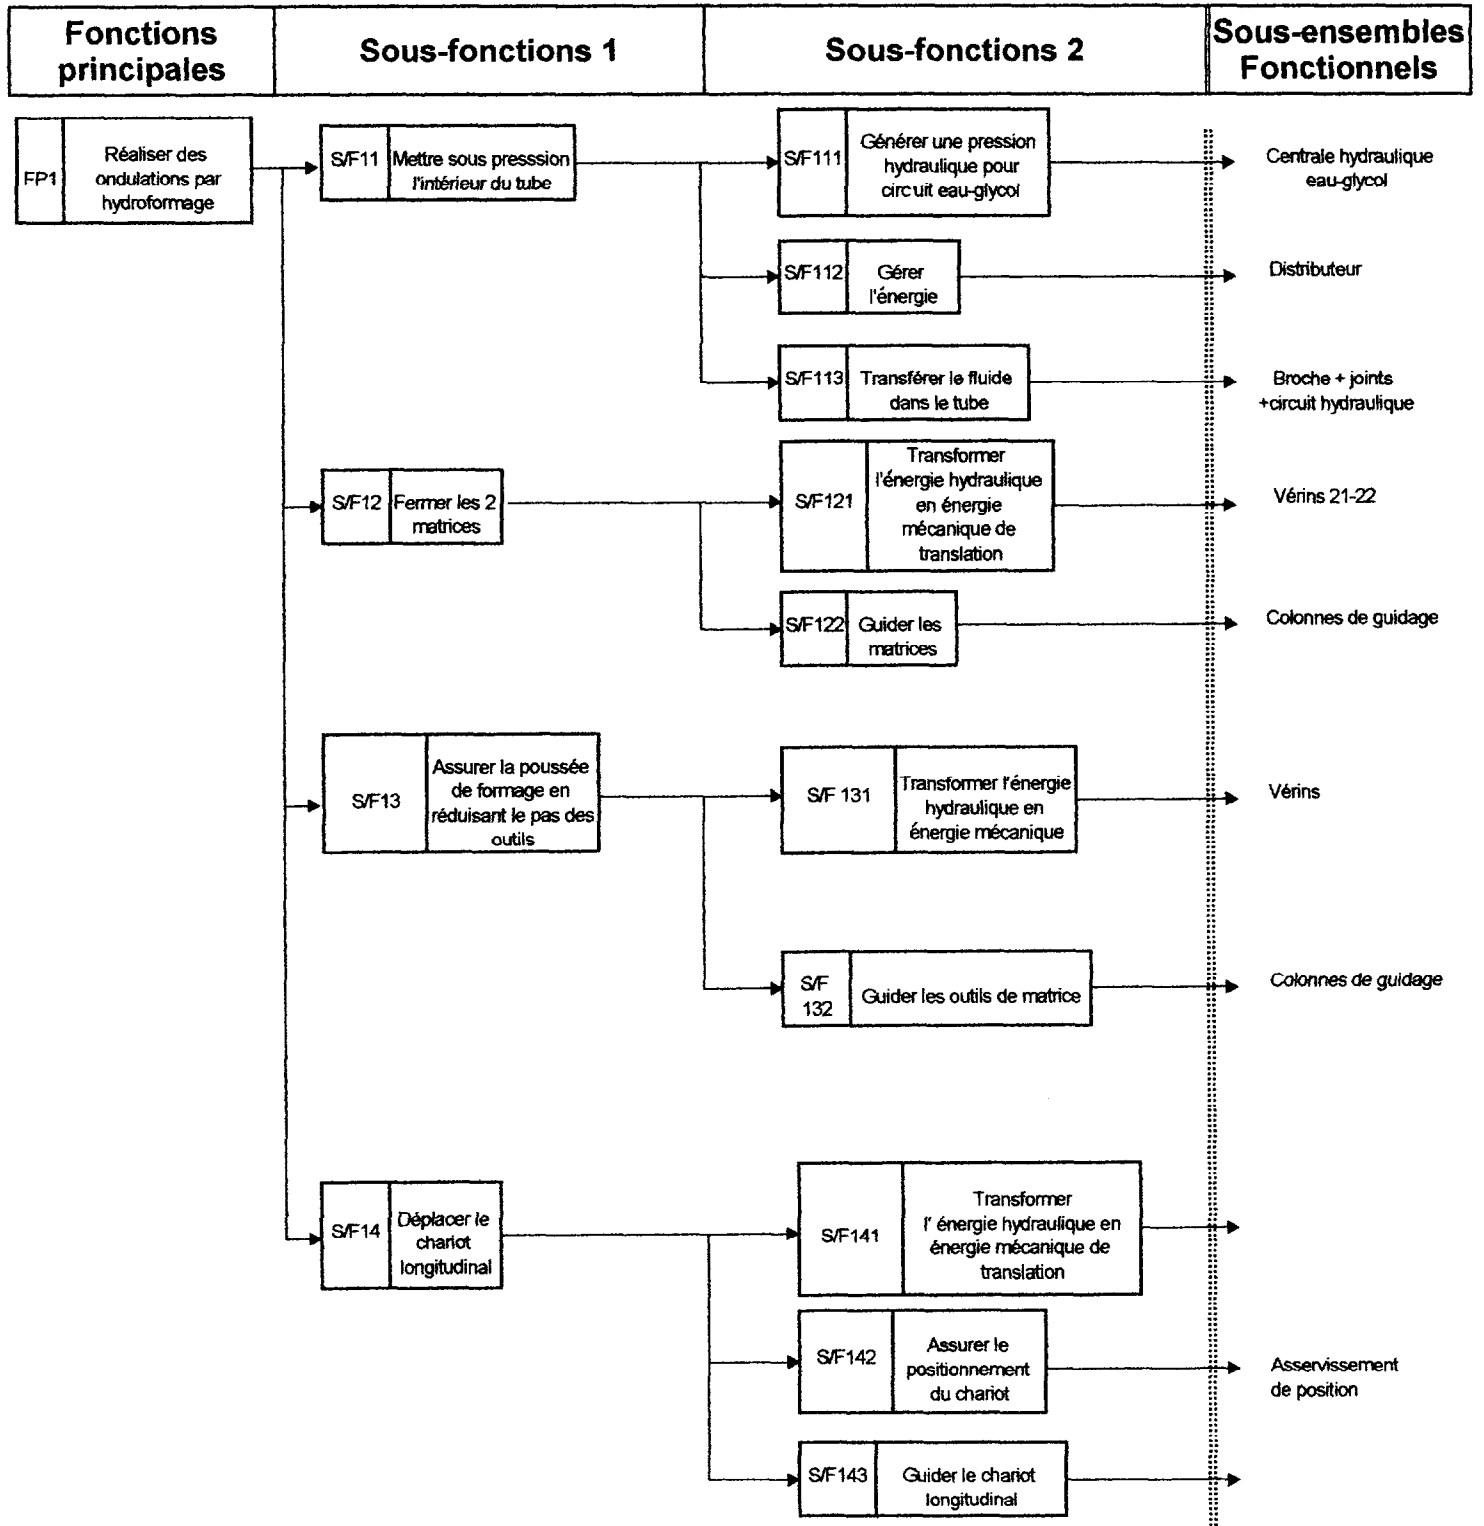 Fonctions
principales
Sous-fonctions 1
Sous-fonctions 2
Sous-ensembles
Fonctionnels
FP1
Réaliser des
ondulations par
hydroformage
S/F11
Mettre sous presssion
l'intérieur du tube
S/F111
Générer une pression
hydraulique pour
circuit eau-glycol
Centrale hydraulique
eau-glycol
S/F112
Gérer
l'énergie
Distributeur
S/F113
Transférer le fluide
dans le tube
Broche + joints
+circuit hydraulique
S/F12
Fermer les 2
matrices
S/F121
Transformer
l'énergie hydraulique
en énergie
mécanique de
translation
Vérins 21-22
S/F122
Guider les
matrices
Colonnes de guidage
S/F13
Assurer la poussée
de formage en
réduisant le pas des
outils
S/F 131
Transformer l'énergie
hydraulique en
énergie mécanique
Vérins
S/F
132
Guider les outils de matrice
Colonnes de guidage
S/F14
Déplacer le
chariot
longitudinal
S/F141
Transformer
l' énergie hydraulique en
énergie mécanique de
translation
S/F142
Assurer le
positionnement
du chariot
Asservissement
de position
S/F143
Guider le chariot
longitudinal